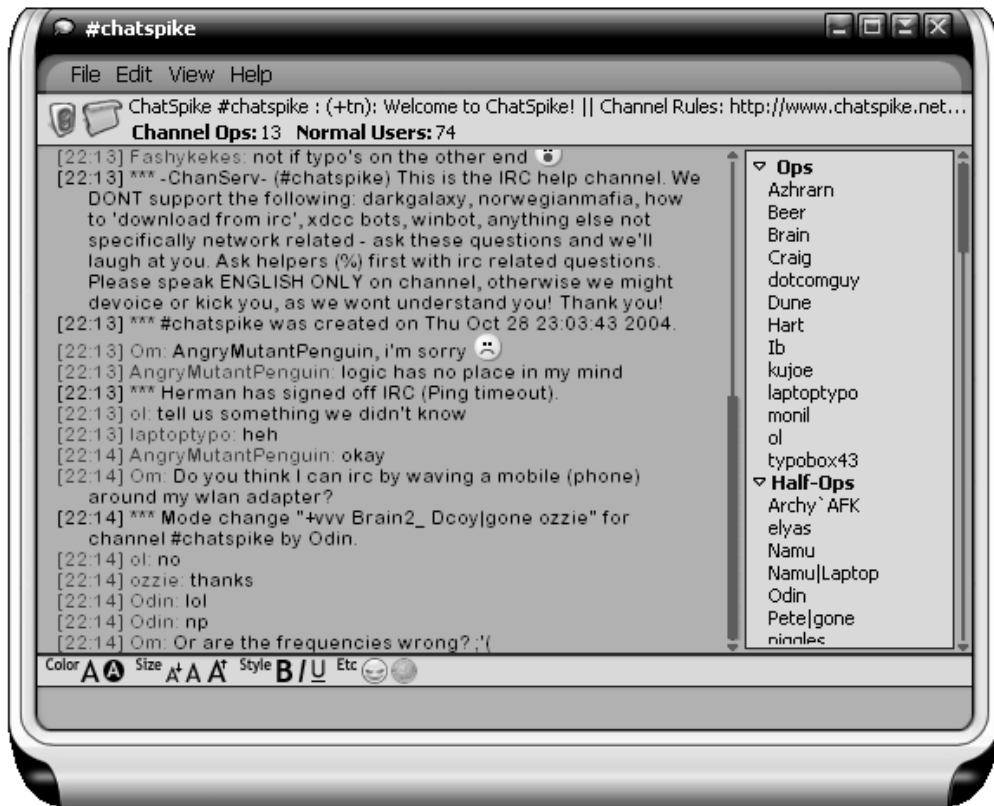 #chatspike
File Edit View Help
ChatSpike #chatspike : (+tn): Welcome to ChatSpike! || Channel Rules: http://www.chatspike.net...
Channel Ops: 13 Normal Users: 74
[22:13] Fashykekes: not if typo's on the other end
[22:13] *** -ChanServ- (#chatspike) This is the IRC help channel. We
DONT support the following: darkgalaxy, norwegianmafia, how
to 'download from irc', xdcc bots, winbot, anything else not
specifically network related - ask these questions and we'll
laugh at you. Ask helpers (%) first with irc related questions.
Please speak ENGLISH ONLY on channel, otherwise we might
devoice or kick you, as we wont understand you! Thank you!
[22:13] *** #chatspike was created on Thu Oct 28 23:03:43 2004.
[22:13] Om: AngryMutantPenguin, i'm sorry
[22:13] AngryMutantPenguin: logic has no place in my mind
[22:13] *** Herman has signed off IRC (Ping timeout).
[22:13] ol: tell us something we didn't know
[22:13] laptoptypo: heh
[22:14] AngryMutantPenguin: okay
[22:14] Om: Do you think I can irc by waving a mobile (phone)
around my wlan adapter?
[22:14] *** Mode change "+vvv Brain2_ Dcoy|gone ozzie" for
channel #chatspike by Odin.
[22:14] ol: no
[22:14] ozzie: thanks
[22:14] Odin: lol
[22:14] Odin: np
[22:14] Om: Or are the frequencies wrong? ;'(
Ops
Azhrarn
Beer
Brain
Craig
dotcomguy
Dune
Hart
Ib
kujoe
laptoptypo
monil
ol
typobox43
Half-Ops
Archy`AFK
elyas
Namu
Namu|Laptop
Odin
Pete|gone
Color A A Size A A A Style B I U Etc